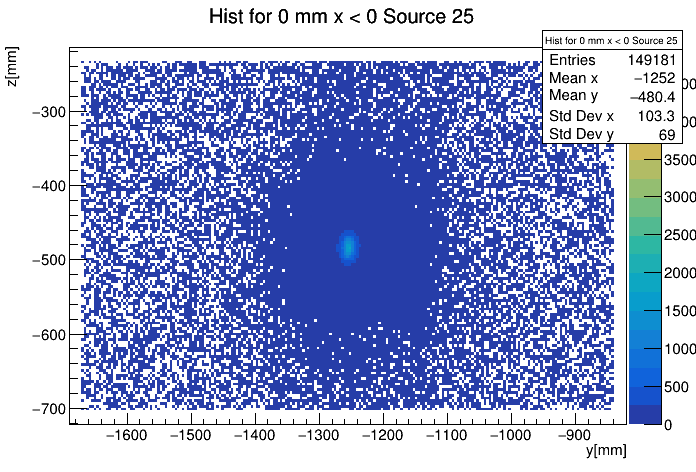 Hist for 0 mm x < 0 Source 25
Hist for 0 mm x < 0 Source 25
Entries 149181
Mean x −1252
Mean y −480.4
Std Dev x 103.3
Std Dev y 69
z[mm]
−300
−400
−500
−600
−700
−1600 −1500 −1400 −1300 −1200 −1100 −1000 −900
y[mm]
3500
3000
2500
2000
1500
1000
500
0